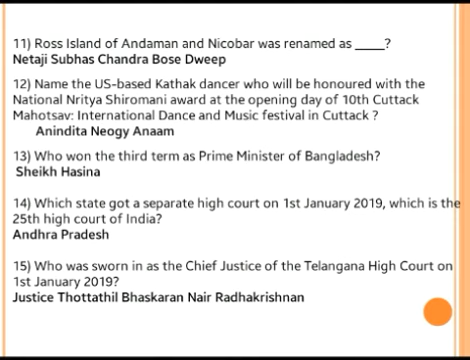 11) Ross Island of Andaman and Nicobar was renamed as _____?
Netaji Subhas Chandra Bose Dweep
12) Name the US-based Kathak dancer who will be honoured with the
National Nritya Shiromani award at the opening day of 10th Cuttack
Mahotsav: International Dance and Music festival in Cuttack ?
Anindita Neogy Anaam
13) Who won the third term as Prime Minister of Bangladesh?
Sheikh Hasina
14) Which state got a separate high court on 1st January 2019, which is the
25th high court of India?
Andhra Pradesh
15) Who was sworn in as the Chief Justice of the Telangana High Court on
1st January 2019?
Justice Thottathil Bhaskaran Nair Radhakrishnan